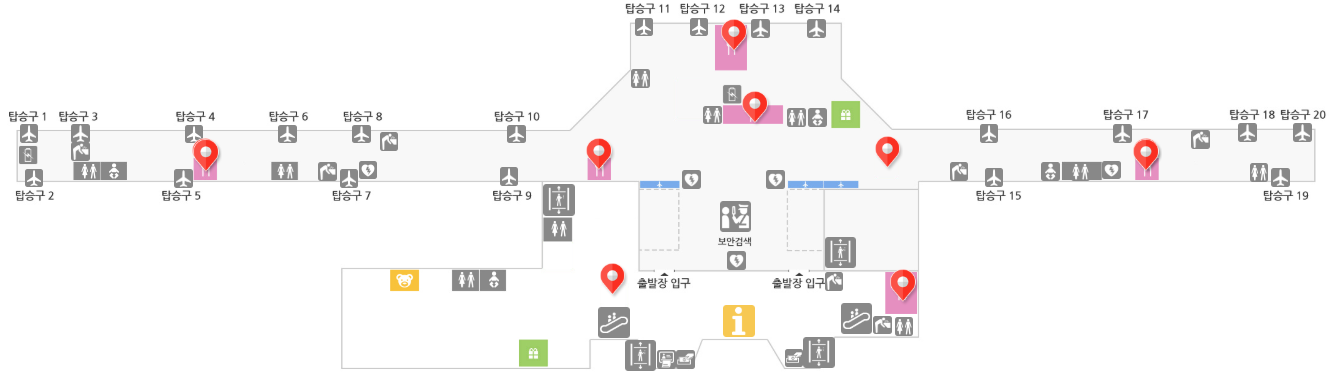 탑승구 11
탑승구 12
탑승구 13
탑승구 14
탑승구 1
탑승구 3
탑승구 4
탑승구 6
탑승구 8
탑승구 10
탑승구 16
탑승구 17
탑승구 18
탑승구 20
탑승구 2
탑승구 5
탑승구 7
탑승구 9
탑승구 15
탑승구 19
보안검색
출발장 입구
출발장 입구